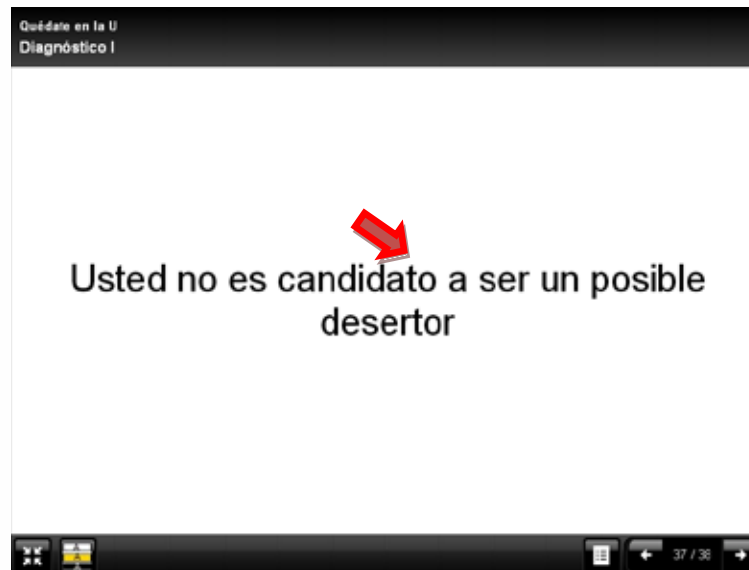 Quédate en la U
Diagnóstico I
Usted no es candidato a ser un posible
desertor
37 / 38